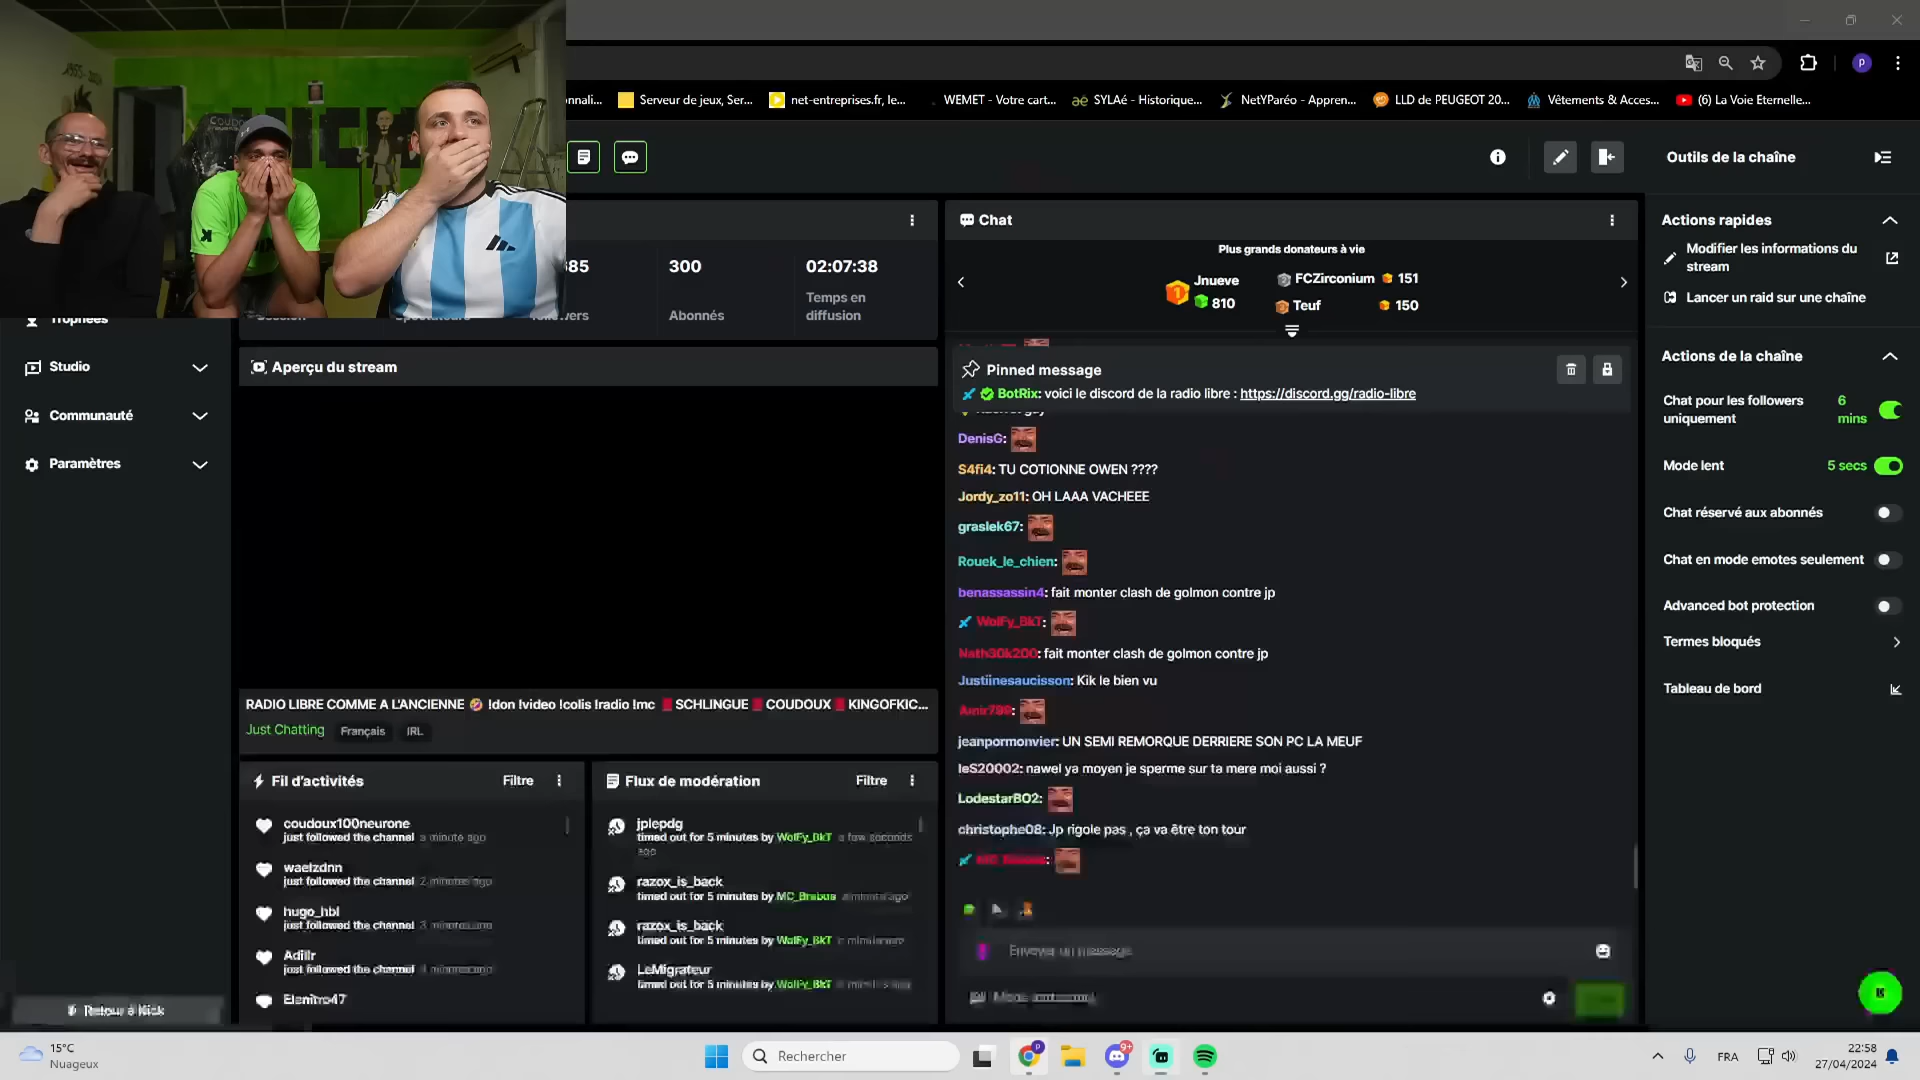 onnali...
Serveur de jeux, Ser...
net-entreprises.fr, le...
WEMET - Votre cart...
SYLAé - Historique...
NetYParéo - Appren...
LLD de PEUGEOT 20...
Vêtements & Acces...
(6) La Voie Eternelle...
Outils de la chaîne
Chat
Actions rapides
Plus grands donateurs à vie
Modifier les informations du
stream
Lancer un raid sur une chaîne
Jnueve
810
FCZirconium 151
Teuf 150
300
02:07:38
Temps en
diffusion
Abonnés
Trophées
Studio
Communauté
Paramètres
Aperçu du stream
Pinned message
BotRix: voici le discord de la radio libre : https://discord.gg/radio-libre
Actions de la chaîne
Chat pour les followers
uniquement
6
mins
Mode lent
5 secs
Chat réservé aux abonnés
Chat en mode emotes seulement
Advanced bot protection
Termes bloqués
Tableau de bord
DenisG:
S4fi4: TU COTIONNE OWEN ????
Jordy_zo11: OH LAAA VACHEEE
graslek67:
Rouek_le_chien:
benassassin4: fait monter clash de golmon contre jp
WolFy_BkT:
Nath30k200: fait monter clash de golmon contre jp
Justiinesaucisson: Kik le bien vu
Amir799:
jeanpormonvier: UN SEMI REMORQUE DERRIERE SON PC LA MEUF
leS20002: nawel ya moyen je sperme sur ta mere moi aussi ?
LodestarBO2:
christophe08: Jp rigole pas , ça va être ton tour
Envoyer un message
RADIO LIBRE COMME A L'ANCIENNE 🤣 !don !video !colis !radio !mc 🟥SCHLINGUE🟥COUDOUX🟥KINGOFKIC...
Just Chatting
Français
IRL
Fil d'activités
Filtre
coudoux100neurone
just followed the channel a minute ago
waelzdnn
just followed the channel 2 minutes ago
hugo_hbl
just followed the channel 3 minutes ago
Adillr
just followed the channel 4 minutes ago
Flux de modération
Filtre
jplepdg
timed out for 5 minutes by WolFy_BkT a few seconds
ago
razox_is_back
timed out for 5 minutes by MC_Brabus a minute ago
razox_is_back
timed out for 5 minutes by WolFy_BkT
LeMigrateur
timed out for 5 minutes by WolFy_BkT
Retour à Kick
15°C
Nuageux
Rechercher
9+
FRA
22:58
27/04/2024